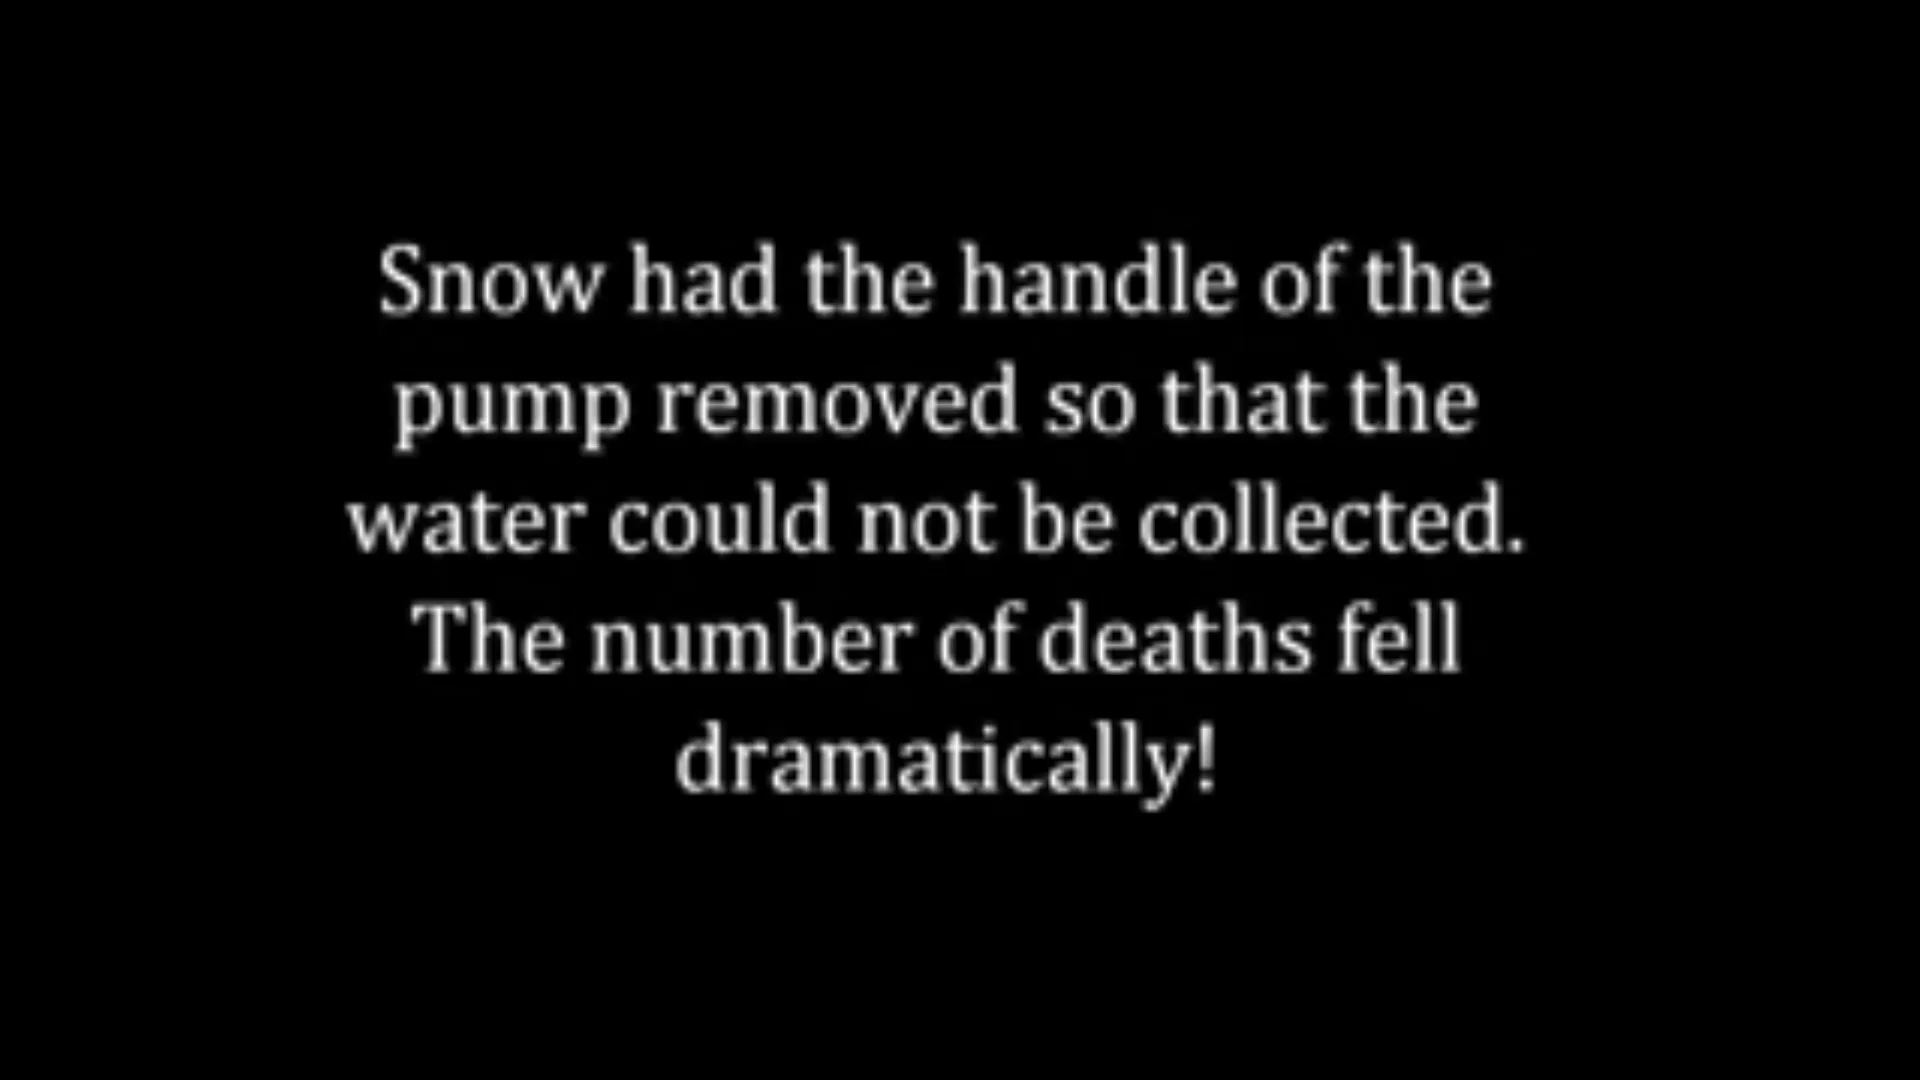 Snow had the handle of the
pump removed so that the
water could not be collected.
The number of deaths fell
dramatically!